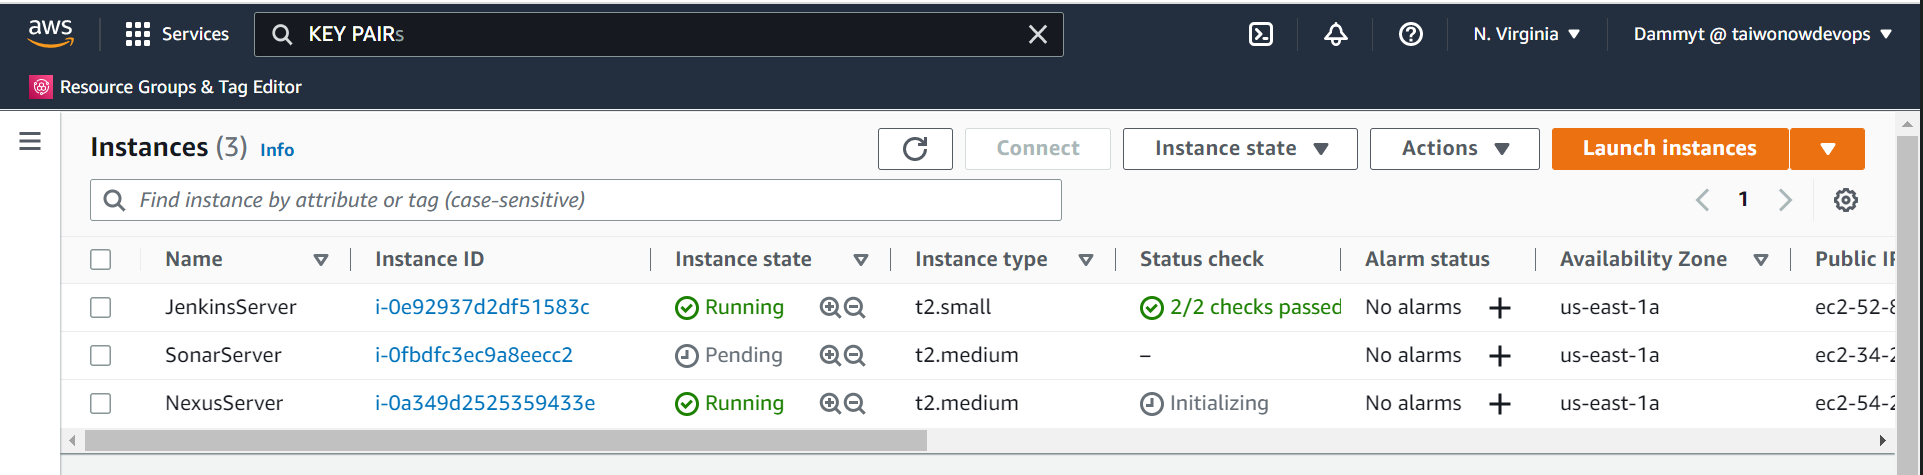 aws Services KEY PAIRs N. Virginia Dammyt @ taiwonowdevops
Resource Groups & Tag Editor
Instances (3) Info Connect Instance state Actions Launch instances
Find instance by attribute or tag (case-sensitive) 1
Name Instance ID Instance state Instance type Status check Alarm status Availability Zone Public IP
JenkinsServer i-0e92937d2df51583c Running t2.small 2/2 checks passed No alarms + us-east-1a ec2-52-8
SonarServer i-0fbdfc3ec9a8eecc2 Pending t2.medium – No alarms + us-east-1a ec2-34-2
NexusServer i-0a349d2525359433e Running t2.medium Initializing No alarms + us-east-1a ec2-54-2